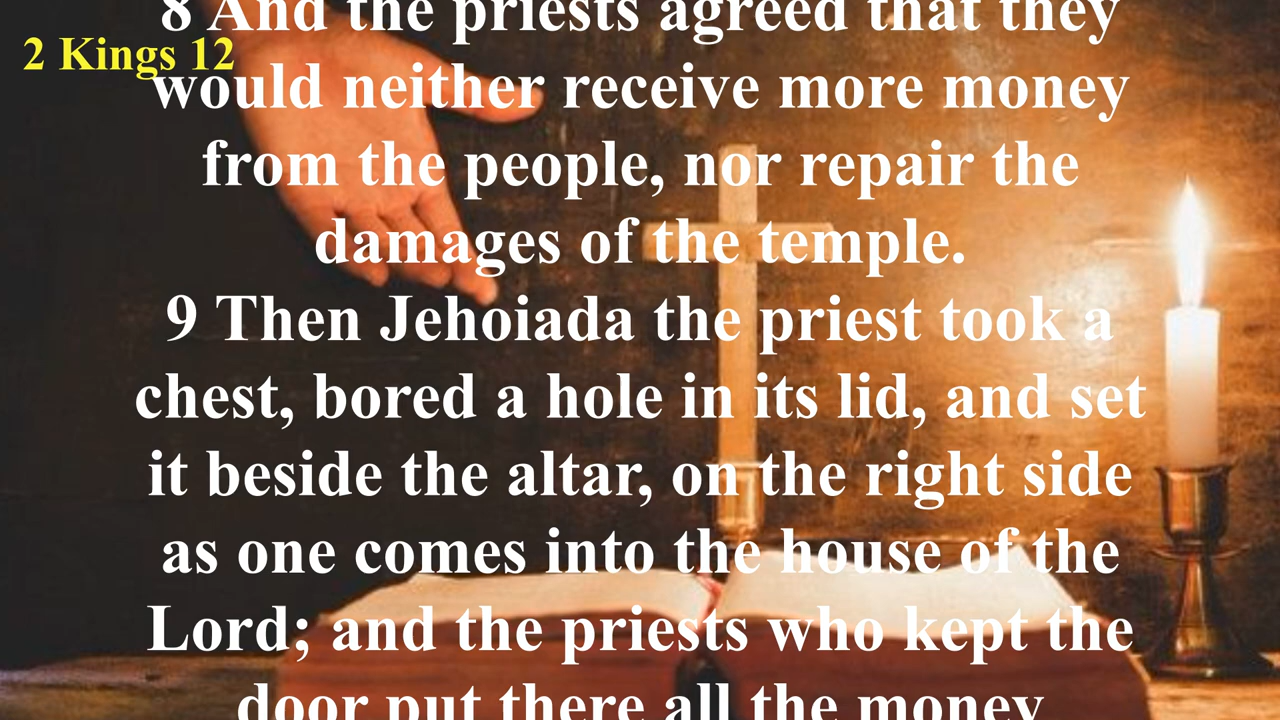 2 Kings 12
8 And the priests agreed that they
would neither receive more money
from the people, nor repair the
damages of the temple.
9 Then Jehoiada the priest took a
chest, bored a hole in its lid, and set
it beside the altar, on the right side
as one comes into the house of the
Lord; and the priests who kept the
door put there all the money